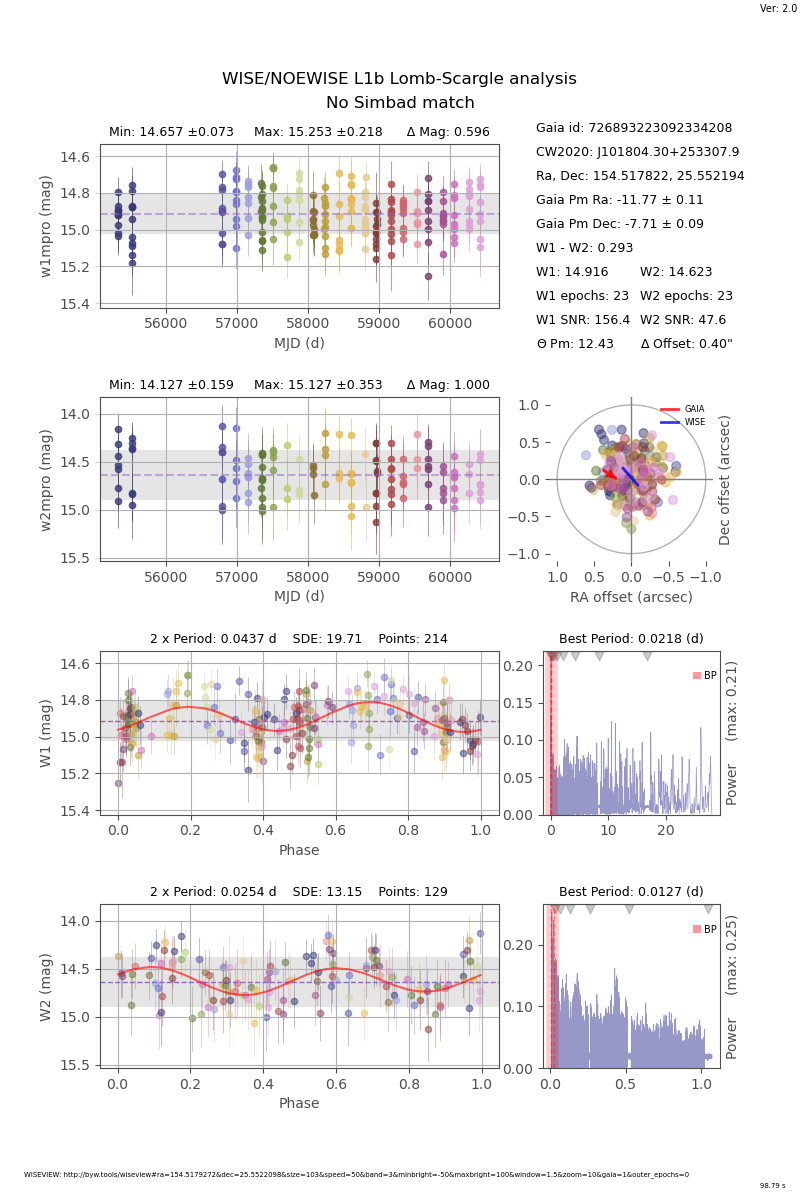 Ver: 2.0
WISE/NOEWISE L1b Lomb-Scargle analysis
No Simbad match
Min: 14.657 ±0.073 Max: 15.253 ±0.218 Δ Mag: 0.596
14.6
14.8
15.0
15.2
15.4
w1mpro (mag)
56000 57000 58000 59000 60000
MJD (d)
Gaia id: 726893223092334208
CW2020: J101804.30+253307.9
Ra, Dec: 154.517822, 25.552194
Gaia Pm Ra: -11.77 ± 0.11
Gaia Pm Dec: -7.71 ± 0.09
W1 - W2: 0.293
W1: 14.916 W2: 14.623
W1 epochs: 23 W2 epochs: 23
W1 SNR: 156.4 W2 SNR: 47.6
Θ Pm: 12.43 Δ Offset: 0.40"
Min: 14.127 ±0.159 Max: 15.127 ±0.353 Δ Mag: 1.000
14.0
14.5
15.0
15.5
w2mpro (mag)
56000 57000 58000 59000 60000
MJD (d)
1.0
0.5
0.0
−0.5
−1.0
GAIA
WISE
Dec offset (arcsec)
1.0 0.5 0.0 −0.5 −1.0
RA offset (arcsec)
2 x Period: 0.0437 d SDE: 19.71 Points: 214
14.6
14.8
15.0
15.2
15.4
W1 (mag)
0.0 0.2 0.4 0.6 0.8 1.0
Phase
Best Period: 0.0218 (d)
0.20
0.15
0.10
0.05
0.00
BP
Power (max: 0.21)
0 10 20
2 x Period: 0.0254 d SDE: 13.15 Points: 129
14.0
14.5
15.0
15.5
W2 (mag)
0.0 0.2 0.4 0.6 0.8 1.0
Phase
Best Period: 0.0127 (d)
0.20
0.10
0.00
BP
Power (max: 0.25)
0.0 0.5 1.0
WISEVIEW: http://byw.tools/wiseview#ra=154.5179272&dec=25.5522098&size=103&speed=50&band=3&minbright=-50&maxbright=100&window=1.5&zoom=10&gaia=1&outer_epochs=0
98.79 s